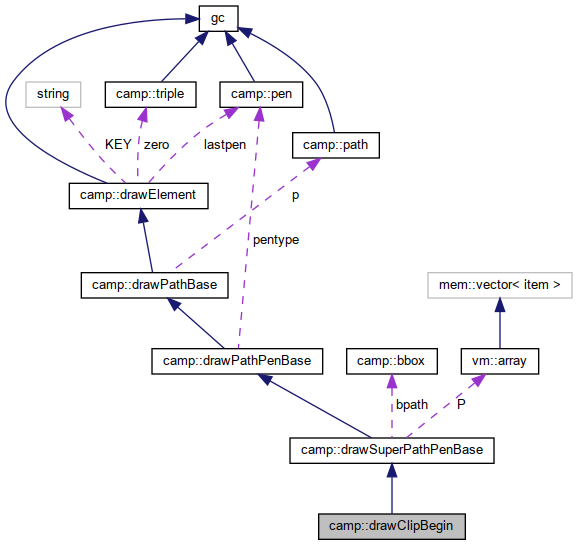 gc
string
camp::triple
camp::pen
KEY
zero
lastpen
camp::path
camp::drawElement
p
pentype
camp::drawPathBase
mem::vector< item >
camp::drawPathPenBase
camp::bbox
vm::array
bpath
P
camp::drawSuperPathPenBase
camp::drawClipBegin